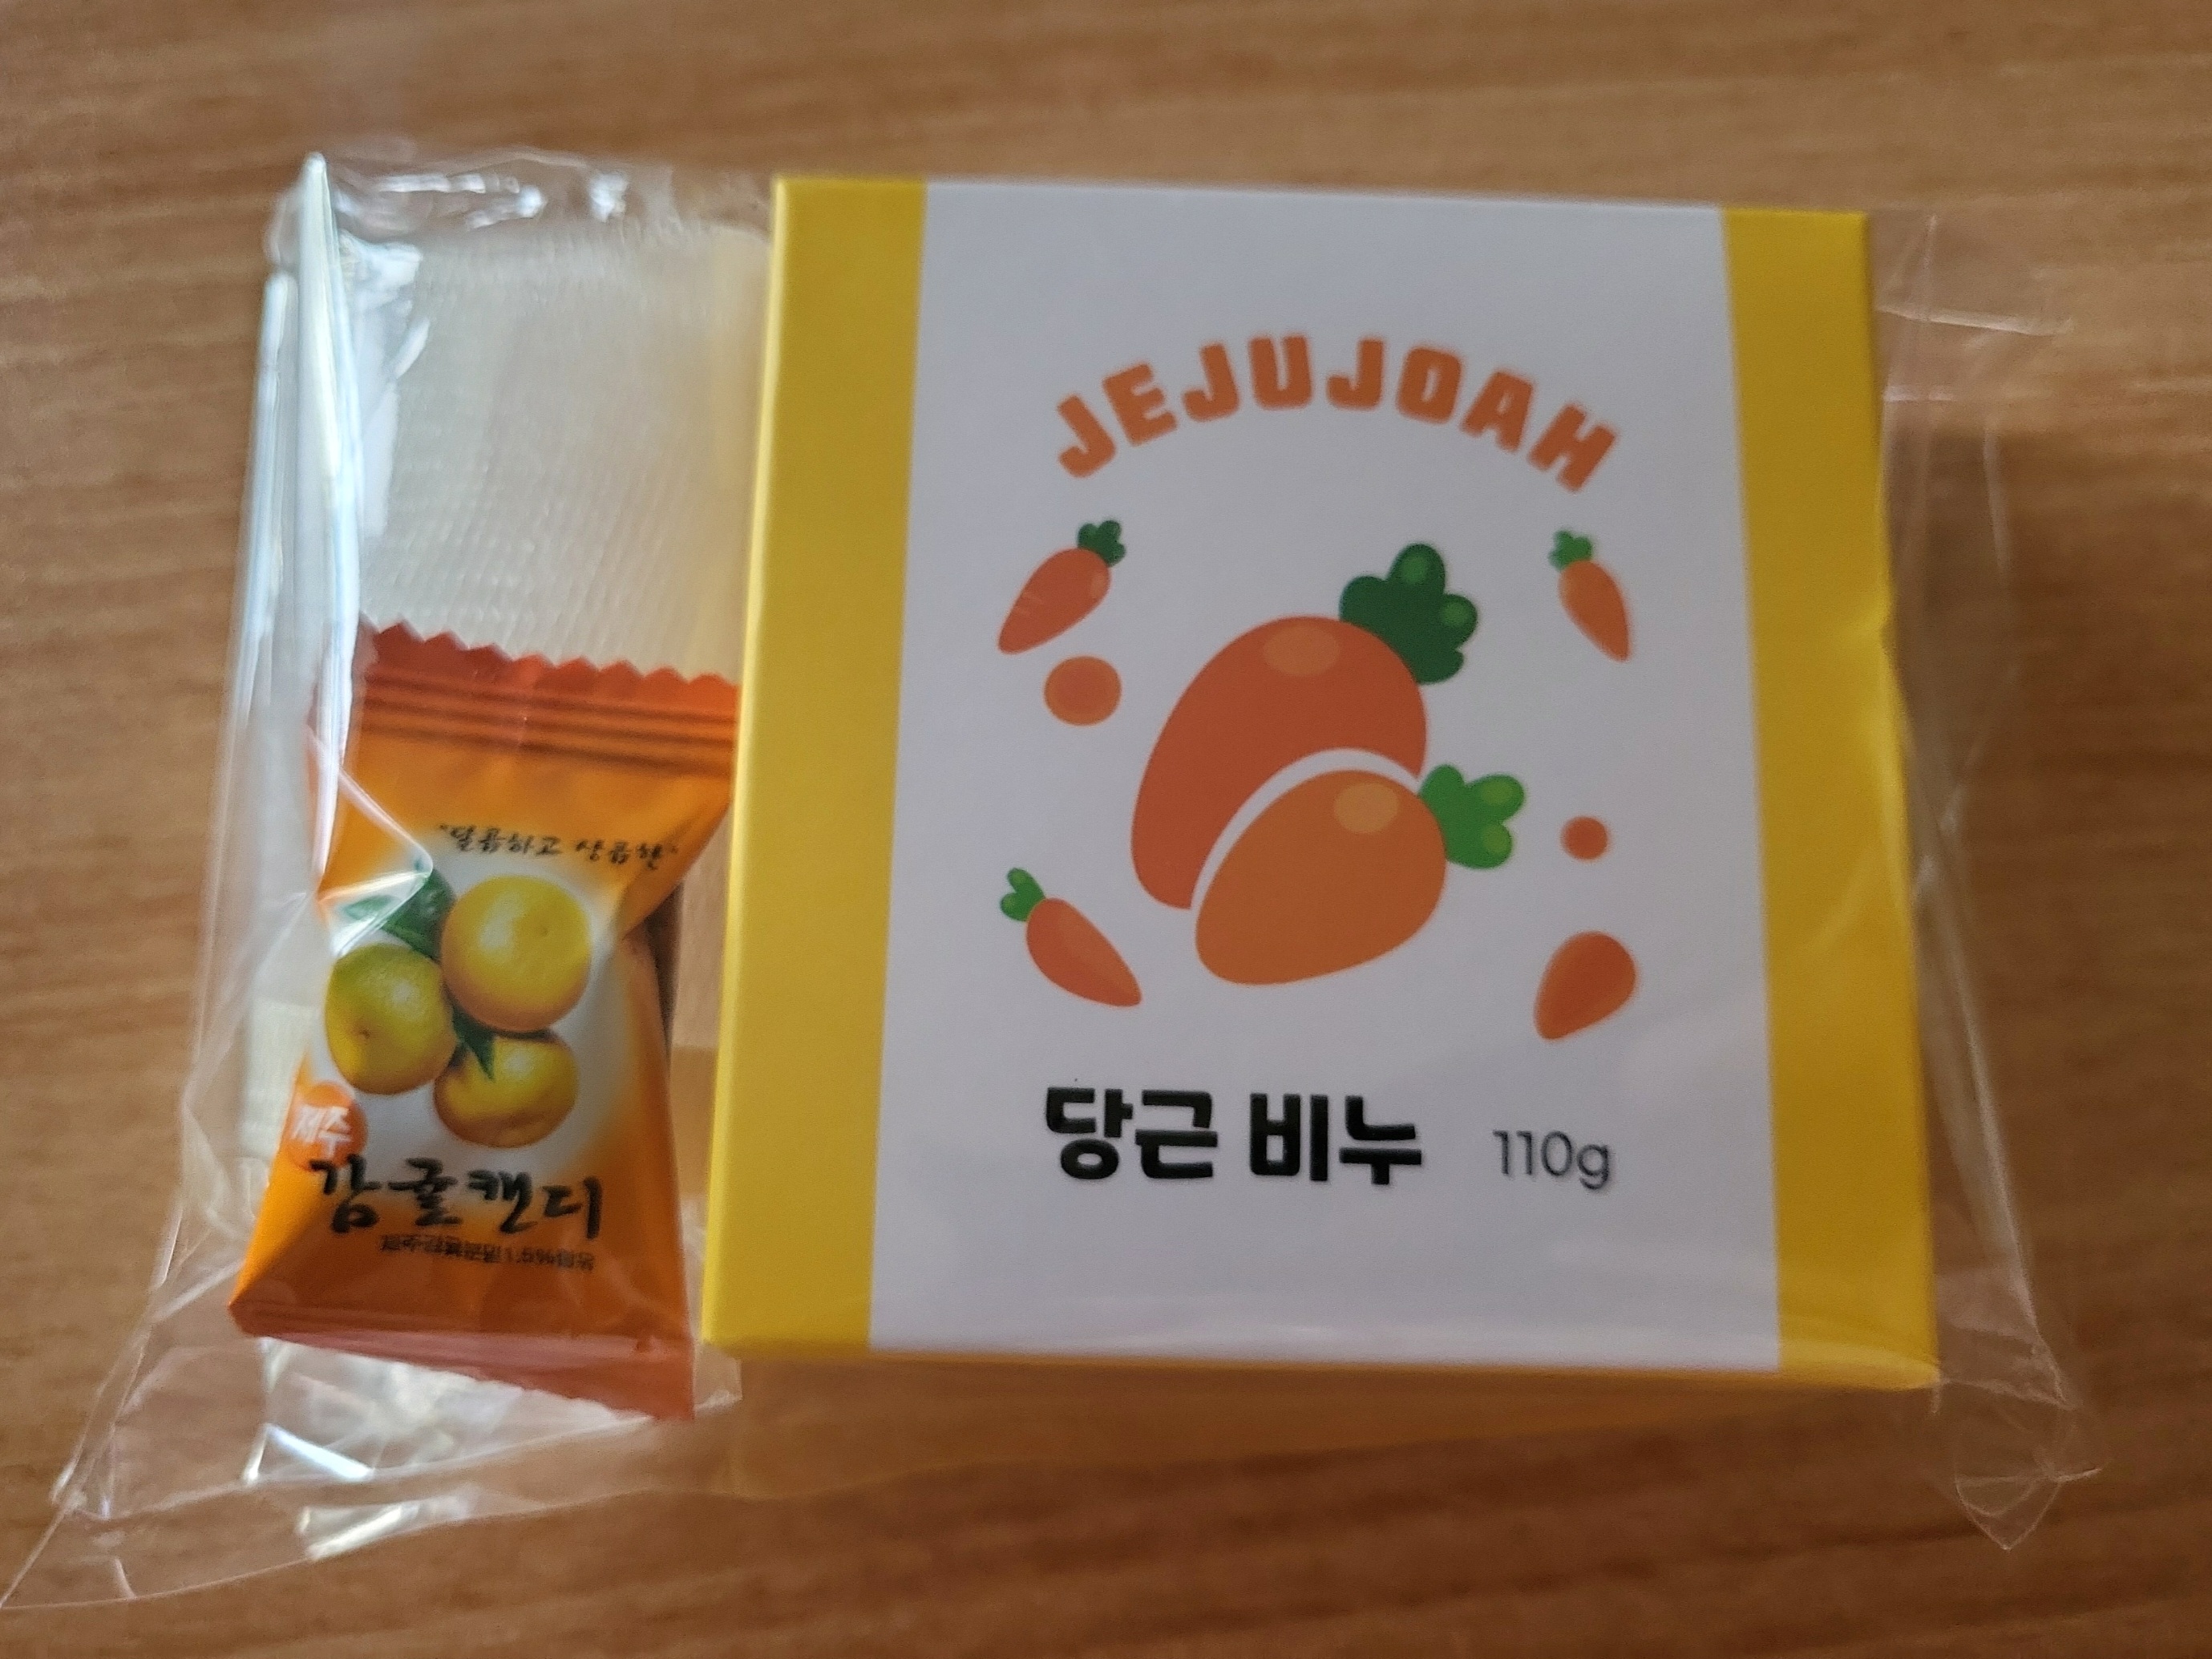 JEJUJOAH
당근 비누 110g
"달콤하고 상큼한"
제주
감귤캔디